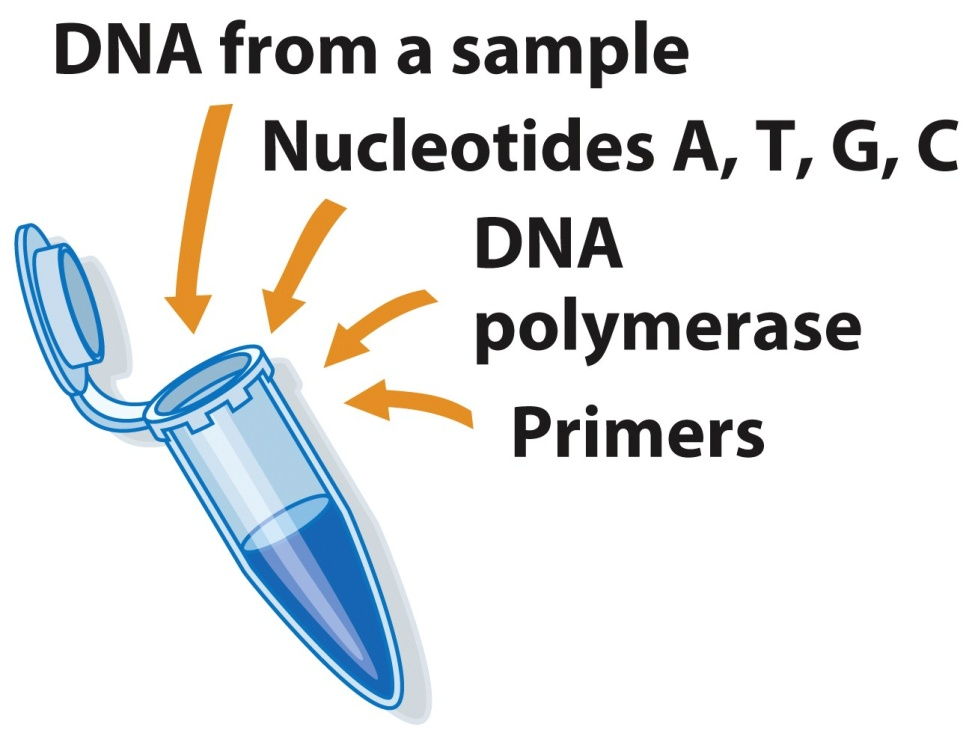 DNA from a sample
Nucleotides A, T, G, C
DNA
polymerase
Primers